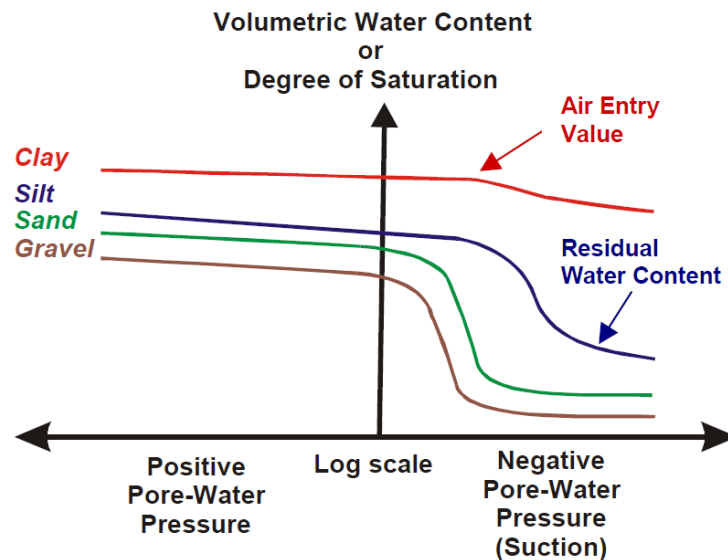 Volumetric Water Content
or
Degree of Saturation
Air Entry
Value
Clay
Silt
Sand
Gravel
Residual
Water Content
Positive
Pore-Water
Pressure
Log scale
Negative
Pore-Water
Pressure
(Suction)